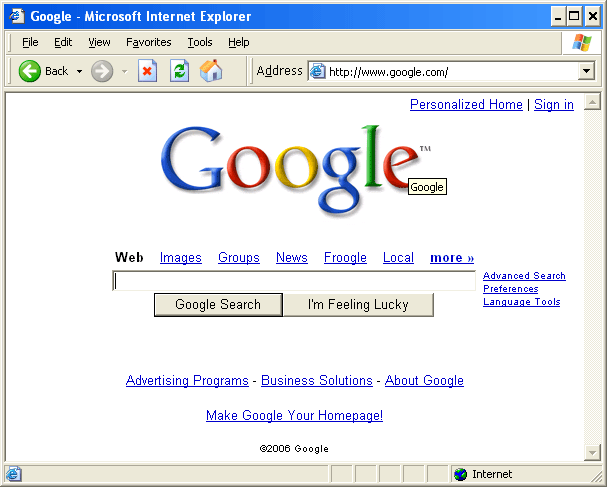 Google - Microsoft Internet Explorer
File Edit View Favorites Tools Help
Back Address http://www.google.com/
Personalized Home | Sign in
Google™
Google
Web Images Groups News Froogle Local more »
Advanced Search
Preferences
Language Tools
Google Search I'm Feeling Lucky
Advertising Programs - Business Solutions - About Google
Make Google Your Homepage!
©2006 Google
Internet